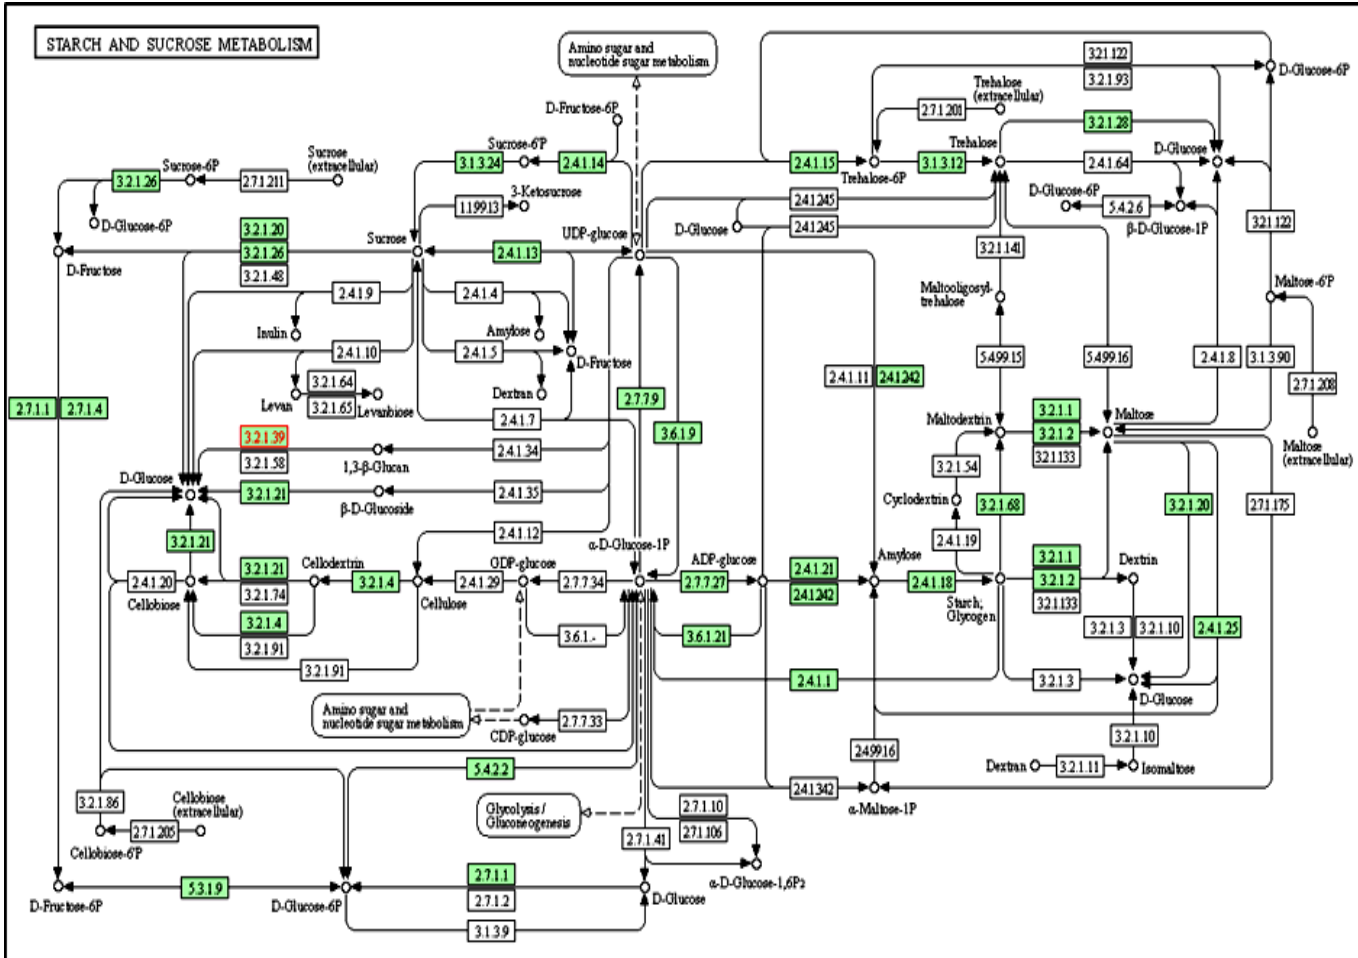 STARCH AND SUCROSE METABOLISM
Amino sugar and
nucleotide sugar metabolism
3.2.1.122
3.2.1.93
D-Glucose-6P
Trehalose
(extracellular)
2.7.1.201
D-Fructose-6P
3.2.1.28
Sucrose-6P
Sucrose
(extracellular)
Sucrose-6'P
Trehalose
D-Glucose
3.2.1.26
2.7.1.211
3.1.3.24
2.4.1.14
2.4.1.15
3.1.3.12
2.4.1.64
Trehalose-6P
D-Glucose-6P
3-Ketosucrose
1.1.99.13
2.4.1.245
D-Glucose-6P
5.4.2.6
β-D-Glucose-1P
3.2.1.20
Sucrose
UDP-glucose
D-Glucose
2.4.1.245
3.2.1.122
D-Fructose
3.2.1.26
2.4.1.13
3.2.1.141
3.2.1.48
Maltooligosyl-
trehalose
Maltose-6'P
2.4.1.9
2.4.1.4
Inulin
Amylose
2.4.1.10
2.4.1.5
D-Fructose
5.4.99.15
5.4.99.16
2.4.1.8
3.1.3.90
2.4.1.11
2.4.1.242
3.2.1.64
2.7.1.208
Levan
3.2.1.65
Levanbiose
Dextran
2.7.7.9
2.7.1.1
2.7.1.4
2.4.1.7
Maltodextrin
3.2.1.1
Maltose
3.6.1.9
3.2.1.39
3.2.1.2
Maltose
(extracellular)
2.4.1.34
3.2.1.58
1,3-β-Glucan
3.2.1.133
3.2.1.54
D-Glucose
3.2.1.21
2.4.1.35
β-D-Glucoside
Cyclodextrin
3.2.1.68
3.2.1.20
2.7.1.175
3.2.1.21
2.4.1.12
α-D-Glucose-1P
2.4.1.19
3.2.1.21
Cellodextrin
GDP-glucose
ADP-glucose
2.4.1.21
Amylose
3.2.1.1
Dextrin
2.4.1.20
3.2.1.4
2.4.1.29
2.7.7.34
2.7.7.27
2.4.1.18
3.2.1.2
Cellobiose
3.2.1.74
Cellulose
2.4.1.242
Starch;
Glycogen
3.2.1.133
3.2.1.4
3.6.1.-
3.6.1.21
3.2.1.3
3.2.1.10
2.4.1.25
3.2.1.91
3.2.1.91
2.4.1.1
3.2.1.3
D-Glucose
Amino sugar and
nucleotide sugar metabolism
2.7.7.33
CDP-glucose
3.2.1.10
2.4.99.16
5.4.2.2
Dextran
3.2.1.11
Isomaltose
2.4.1.342
α-Maltose-1P
3.2.1.86
Cellobiose
(extracellular)
Glycolysis /
Gluconeogenesis
2.7.1.10
2.7.1.205
2.7.1.106
Cellobiose-6'P
2.7.1.41
α-D-Glucose-1,6P2
5.3.1.9
2.7.1.1
D-Fructose-6P
D-Glucose-6P
2.7.1.2
D-Glucose
3.1.3.9